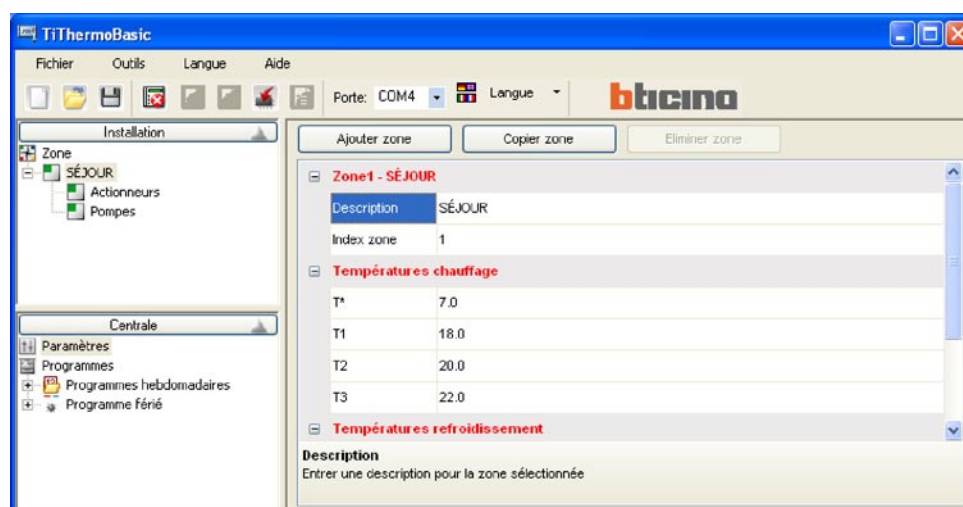 TiThermoBasic
Fichier Outils Langue Aide
Porte: COM4 Langue bticino
Installation
Zone
SÉJOUR
Actionneurs
Pompes
Centrale
Paramètres
Programmes
Programmes hebdomadaires
Programme férié
Ajouter zone Copier zone Eliminer zone
Zone1 - SÉJOUR
Description SÉJOUR
Index zone 1
Températures chauffage
T* 7.0
T1 18.0
T2 20.0
T3 22.0
Températures refroidissement
Description
Entrer une description pour la zone sélectionnée